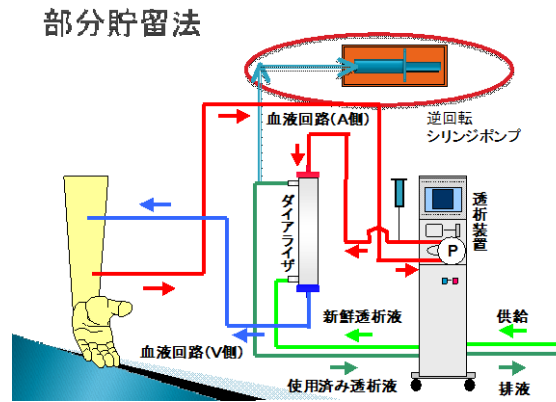 部分貯留法
血液回路(A側)
逆回転
シリンジポンプ
ダイアライザ
透析装置
P
新鮮透析液
供給
血液回路(V側)
使用済み透析液
排液